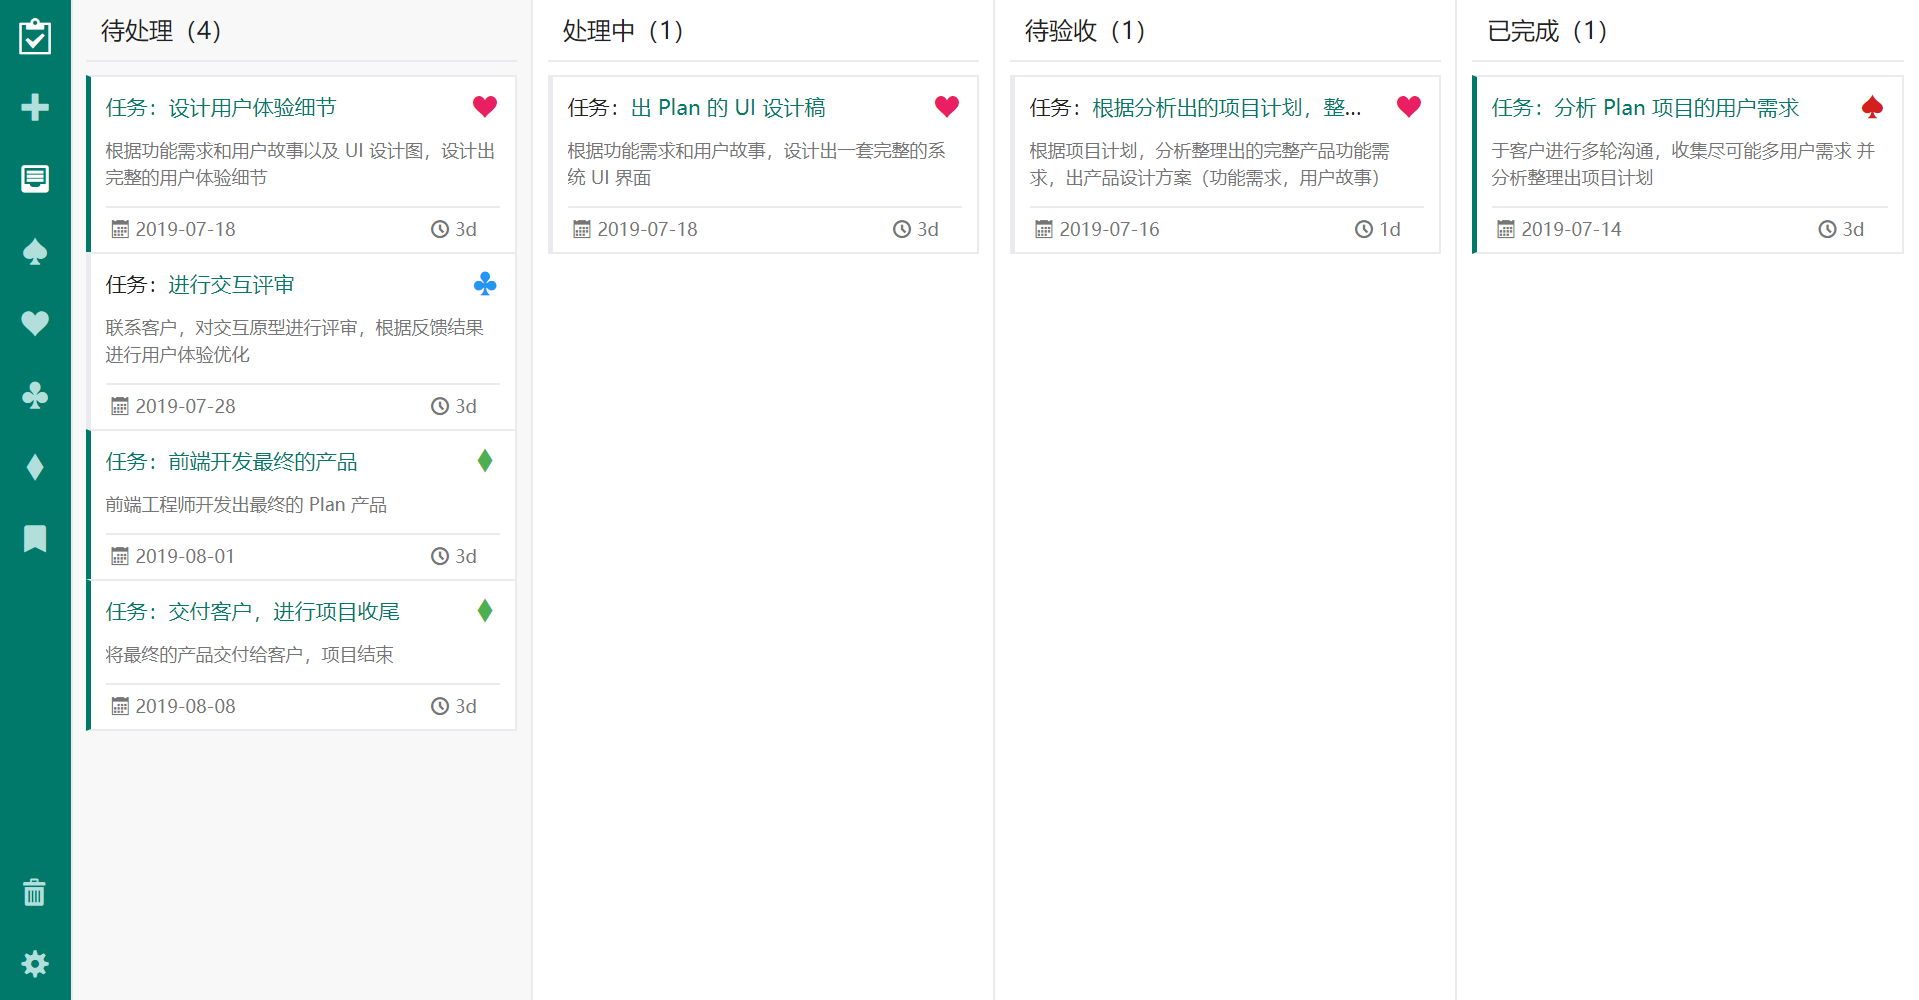 待处理（4）
任务：设计用户体验细节
根据功能需求和用户故事以及 UI 设计图，设计出
完整的用户体验细节
2019-07-18
3d
任务：进行交互评审
联系客户，对交互原型进行评审，根据反馈结果
进行用户体验优化
2019-07-28
3d
任务：前端开发最终的产品
前端工程师开发出最终的 Plan 产品
2019-08-01
3d
任务：交付客户，进行项目收尾
将最终的产品交付给客户，项目结束
2019-08-08
3d
处理中（1）
任务：出 Plan 的 UI 设计稿
根据功能需求和用户故事，设计出一套完整的系
统 UI 界面
2019-07-18
3d
待验收（1）
任务：根据分析出的项目计划，整...
根据项目计划，分析整理出的完整产品功能需
求，出产品设计方案（功能需求，用户故事）
2019-07-16
1d
已完成（1）
任务：分析 Plan 项目的用户需求
于客户进行多轮沟通，收集尽可能多用户需求 并
分析整理出项目计划
2019-07-14
3d